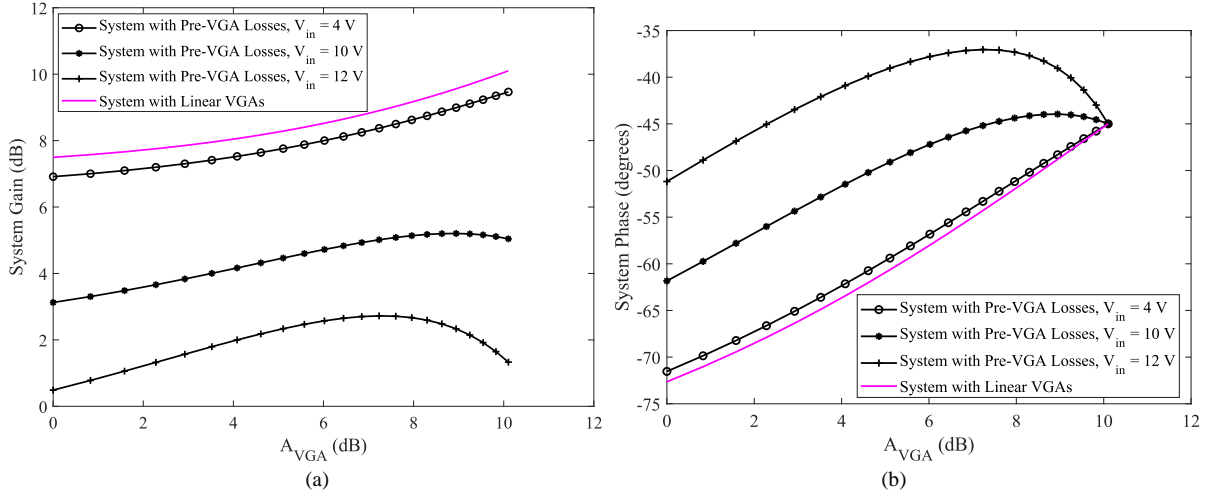 12
10
8
6
4
2
0
System Gain (dB)
System with Pre-VGA Losses, V_in = 4 V
System with Pre-VGA Losses, V_in = 10 V
System with Pre-VGA Losses, V_in = 12 V
System with Linear VGAs
0 2 4 6 8 10 12
A_VGA (dB)
(a)
-35
-40
-45
-50
-55
-60
-65
-70
-75
System Phase (degrees)
System with Pre-VGA Losses, V_in = 4 V
System with Pre-VGA Losses, V_in = 10 V
System with Pre-VGA Losses, V_in = 12 V
System with Linear VGAs
0 2 4 6 8 10 12
A_VGA (dB)
(b)